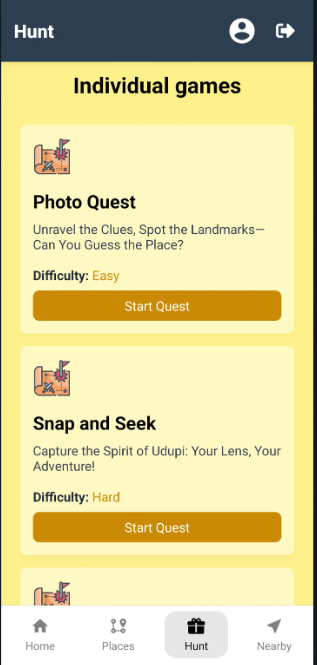 Hunt
Individual games
Photo Quest
Unravel the Clues, Spot the Landmarks—
Can You Guess the Place?
Difficulty: Easy
Start Quest
Snap and Seek
Capture the Spirit of Udupi: Your Lens, Your
Adventure!
Difficulty: Hard
Start Quest
Home
Places
Hunt
Nearby